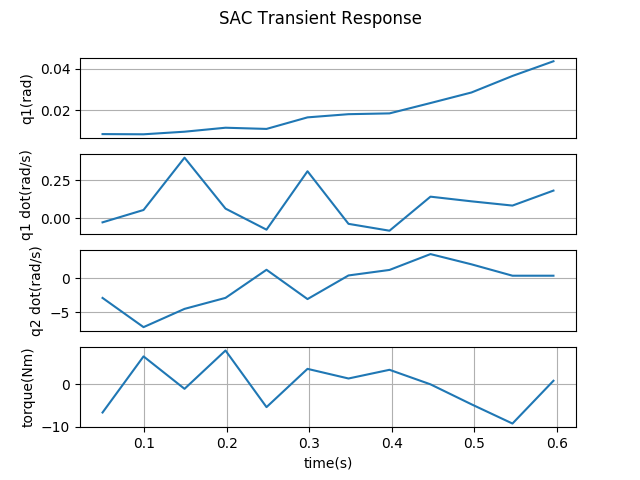 SAC Transient Response
0.04
0.02
q1(rad)
0.25
0.00
q1 dot(rad/s)
0
−5
q2 dot(rad/s)
0
−10
torque(Nm)
0.1 0.2 0.3 0.4 0.5 0.6
time(s)